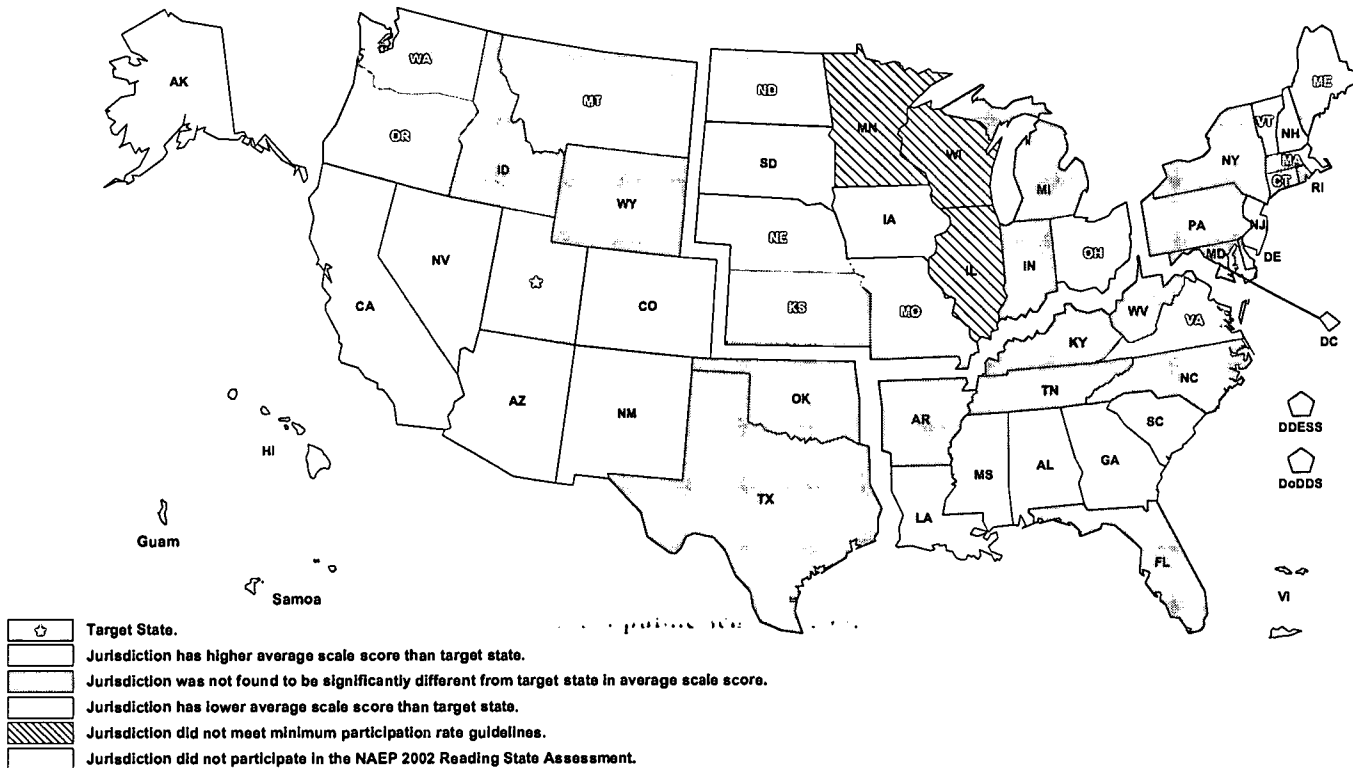 AK
WA
MT
ND
MN
ME
VT
NH
OR
ID
SD
WI
NY
MA
WY
MI
CT
RI
IA
PA
NE
NJ
NV
OH
IN
MD
DE
IL
CA
CO
KS
MO
WV
VA
KY
DC
AZ
NM
OK
TN
NC
AR
SC
DDESS
HI
MS
AL
GA
TX
DoDDS
LA
Guam
FL
Samoa
VI
Target State.
Jurisdiction has higher average scale score than target state.
Jurisdiction was not found to be significantly different from target state in average scale score.
Jurisdiction has lower average scale score than target state.
Jurisdiction did not meet minimum participation rate guidelines.
Jurisdiction did not participate in the NAEP 2002 Reading State Assessment.